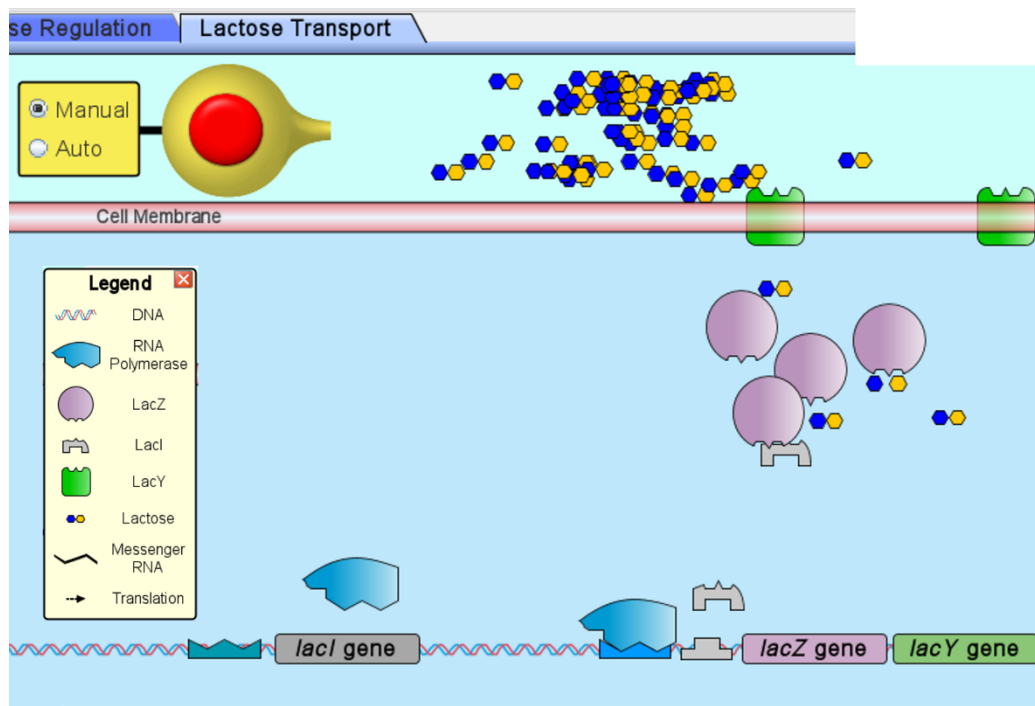 se Regulation
Lactose Transport
Manual
Auto
Cell Membrane
Legend
DNA
RNA
Polymerase
LacZ
LacI
LacY
Lactose
Messenger
RNA
Translation
lacI gene
lacZ gene
lacY gene